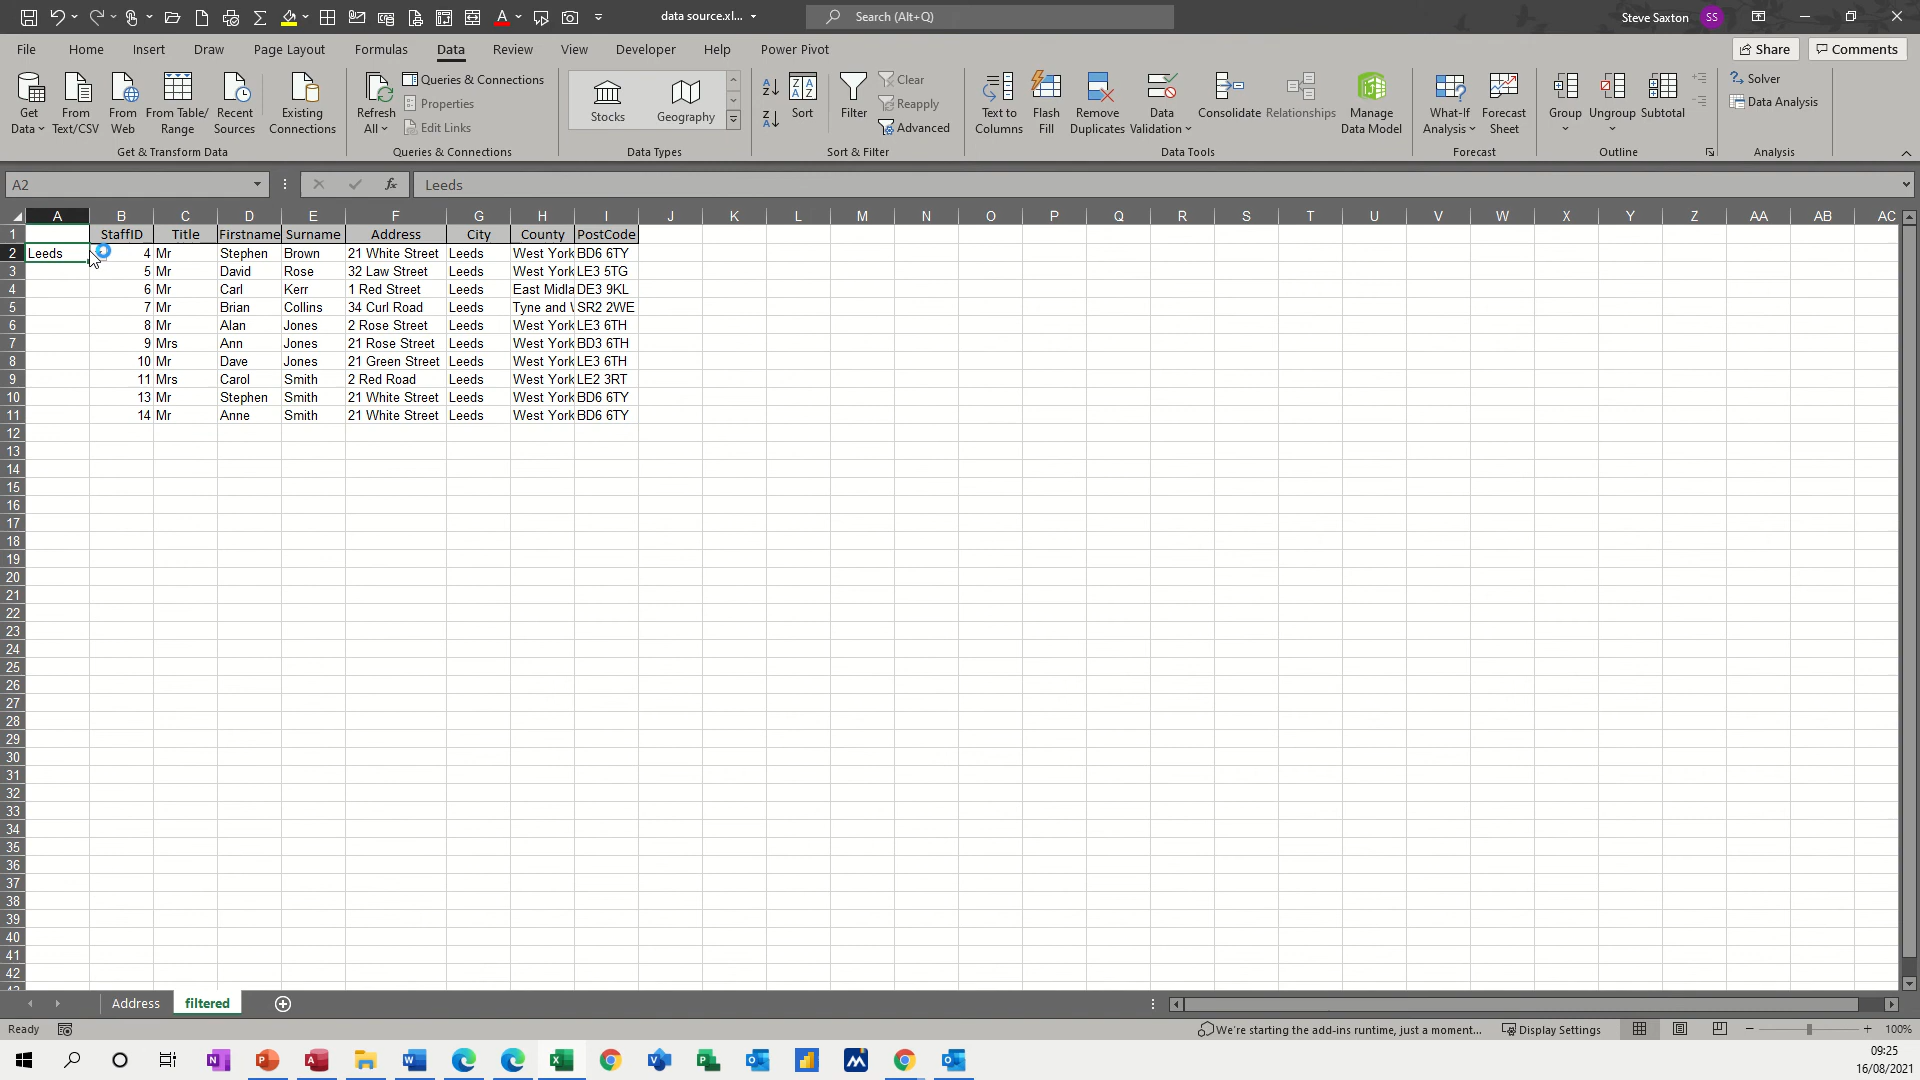 data source.xl...
Search (Alt+Q)
Steve Saxton
SS
File Home Insert Draw Page Layout Formulas Data Review View Developer Help Power Pivot
Share
Comments
Get Data
From Text/CSV
From Web
From Table/ Range
Recent Sources
Existing Connections
Get & Transform Data
Refresh All
Queries & Connections
Properties
Edit Links
Queries & Connections
Stocks
Geography
Data Types
Sort
Filter
Clear
Reapply
Advanced
Sort & Filter
Text to Columns
Flash Fill
Remove Duplicates
Data Validation
Consolidate
Relationships
Manage Data Model
Data Tools
What-If Analysis
Forecast Sheet
Forecast
Group
Ungroup
Subtotal
Outline
Solver
Data Analysis
Analysis
A2
fx
Leeds
A B C D E F G H I J K L M N O P Q R S T U V W X Y Z AA AB AC
1 StaffID Title Firstname Surname Address City County PostCode
2 Leeds 4 Mr Stephen Brown 21 White Street Leeds West York BD6 6TY
3 5 Mr David Rose 32 Law Street Leeds West York LE3 5TG
4 6 Mr Carl Kerr 1 Red Street Leeds East Midla DE3 9KL
5 7 Mr Brian Collins 34 Curl Road Leeds Tyne and SR2 2WE
6 8 Mr Alan Jones 2 Rose Street Leeds West York LE3 6TH
7 9 Mrs Ann Jones 21 Rose Street Leeds West York BD3 6TH
8 10 Mr Dave Jones 21 Green Street Leeds West York LE3 6TH
9 11 Mrs Carol Smith 2 Red Road Leeds West York LE2 3RT
10 13 Mr Stephen Smith 21 White Street Leeds West York BD6 6TY
11 14 Mr Anne Smith 21 White Street Leeds West York BD6 6TY
12
13
14
15
16
17
18
19
20
21
22
23
24
25
26
27
28
29
30
31
32
33
34
35
36
37
38
39
40
41
42
Address filtered
Ready
We're starting the add-ins runtime, just a moment...
Display Settings
100%
09:25
16/08/2021